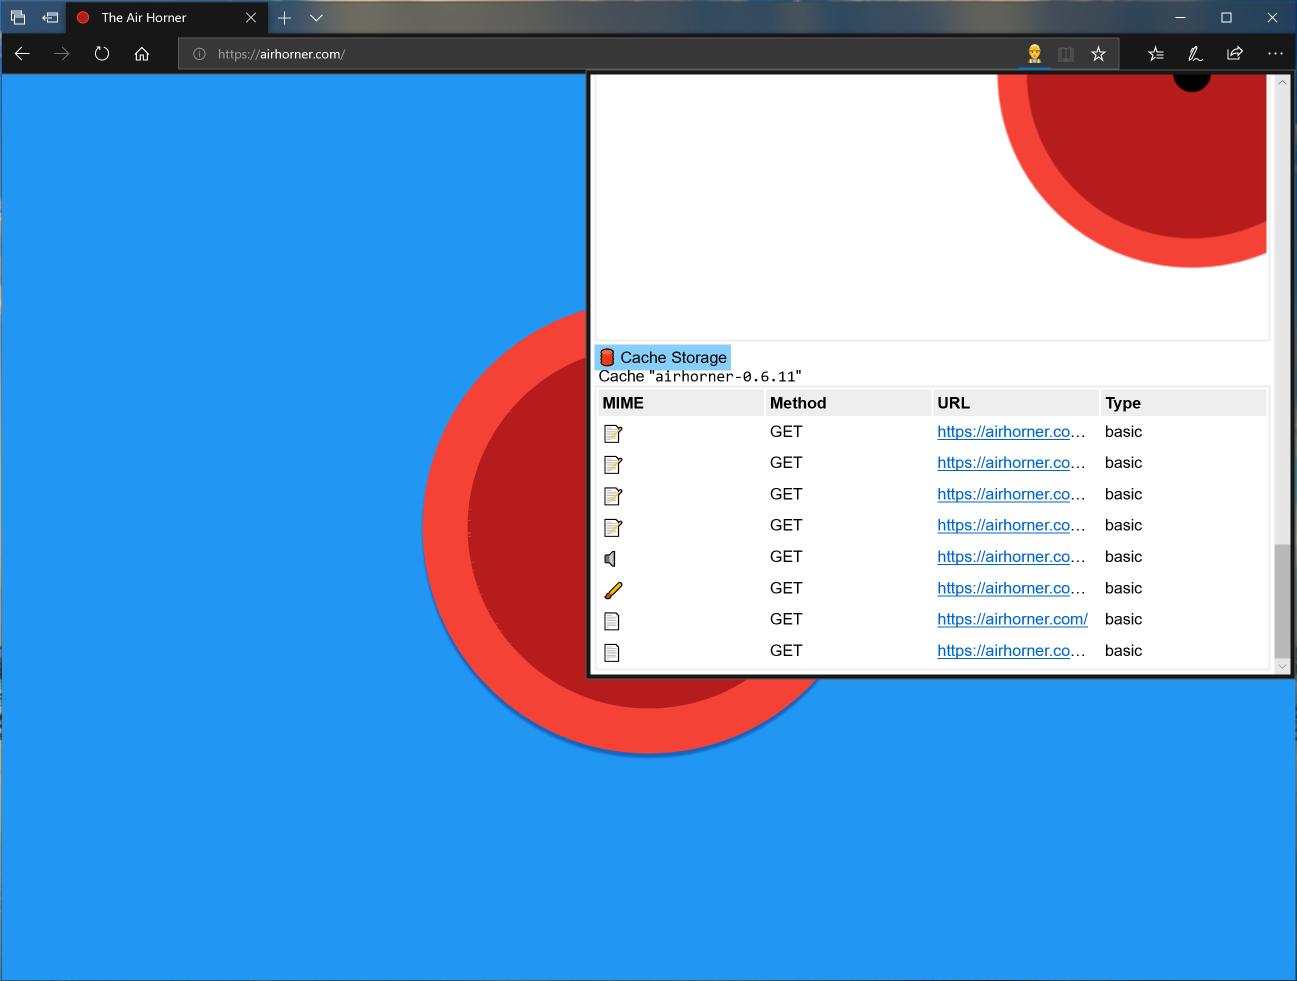 The Air Horner
https://airhorner.com/
Cache Storage
Cache "airhorner-0.6.11"
MIME Method URL Type
GET https://airhorner.co... basic
GET https://airhorner.co... basic
GET https://airhorner.co... basic
GET https://airhorner.co... basic
GET https://airhorner.co... basic
GET https://airhorner.co... basic
GET https://airhorner.com/ basic
GET https://airhorner.co... basic